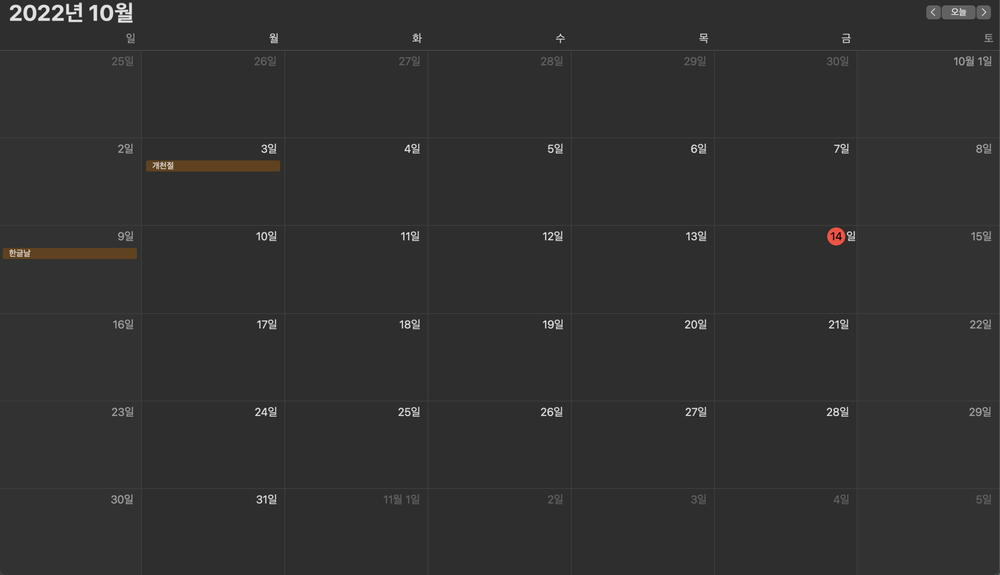 2022년 10월
오늘
일 월 화 수 목 금 토
25일 26일 27일 28일 29일 30일 10월 1일
2일 3일 4일 5일 6일 7일 8일
개천절
9일 10일 11일 12일 13일 14일 15일
한글날
16일 17일 18일 19일 20일 21일 22일
23일 24일 25일 26일 27일 28일 29일
30일 31일 11월 1일 2일 3일 4일 5일